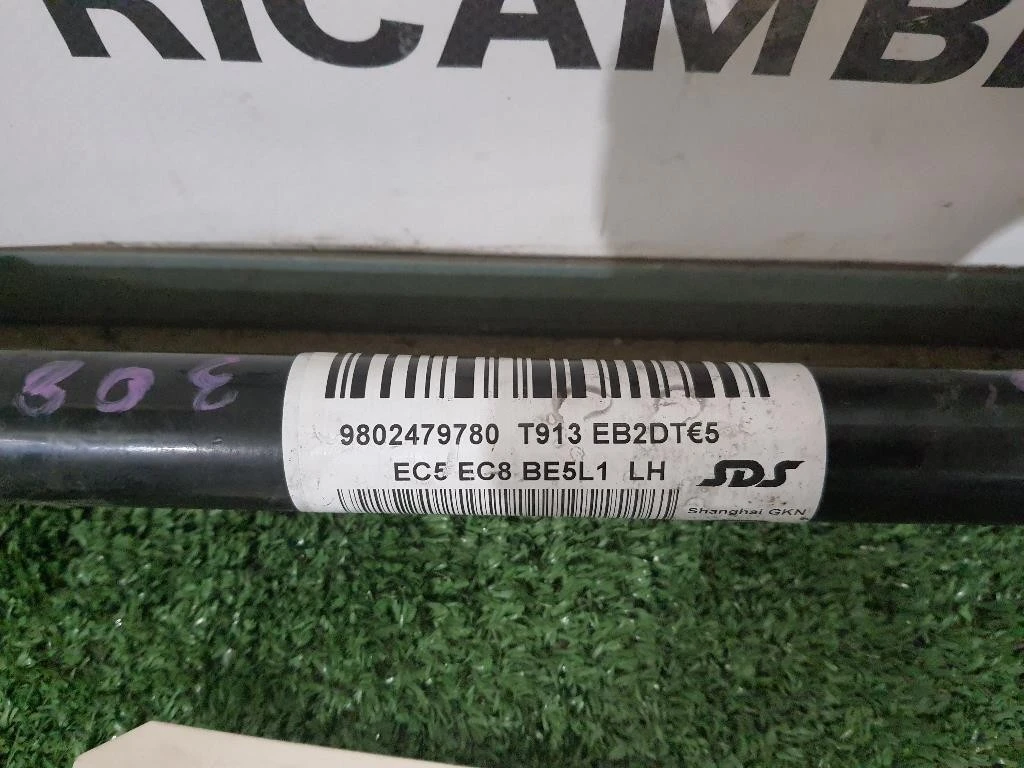 RICAMB
308
9802479780 T913 EB2DT€5
EC5 EC8 BE5L1 LH SDS
Shanghai GKN